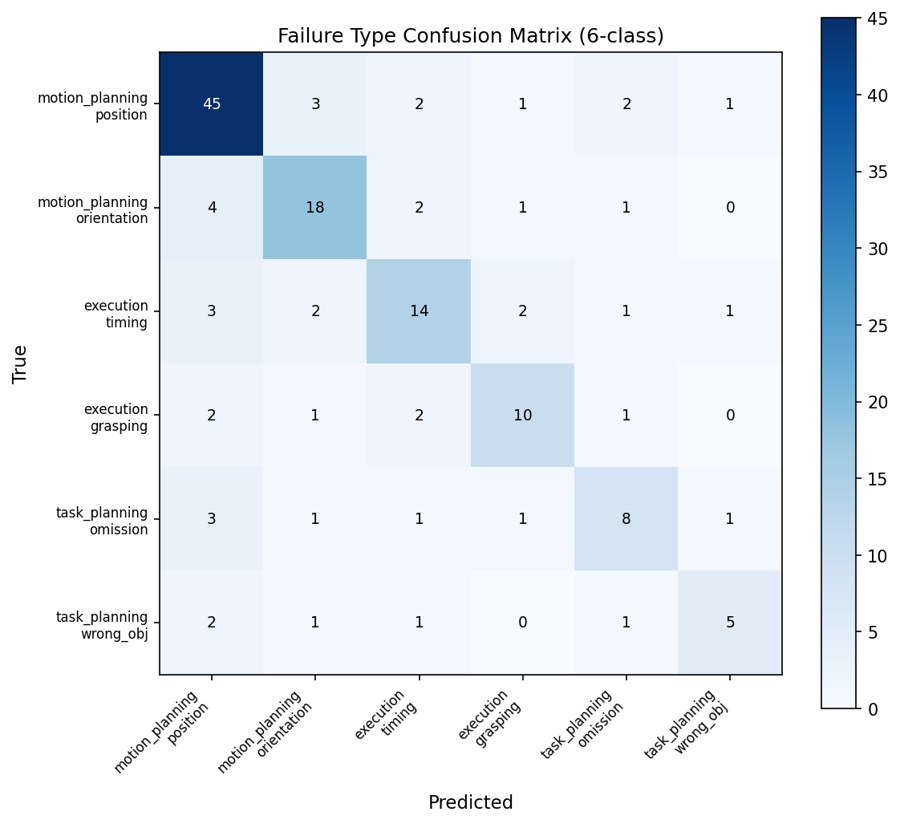 Failure Type Confusion Matrix (6-class)
True
motion_planning
position
45 3 2 1 2 1
motion_planning
orientation
4 18 2 1 1 0
execution
timing
3 2 14 2 1 1
execution
grasping
2 1 2 10 1 0
task_planning
omission
3 1 1 1 8 1
task_planning
wrong_obj
2 1 1 0 1 5
motion_planning
position
motion_planning
orientation
execution
timing
execution
grasping
task_planning
omission
task_planning
wrong_obj
Predicted
45
40
35
30
25
20
15
10
5
0